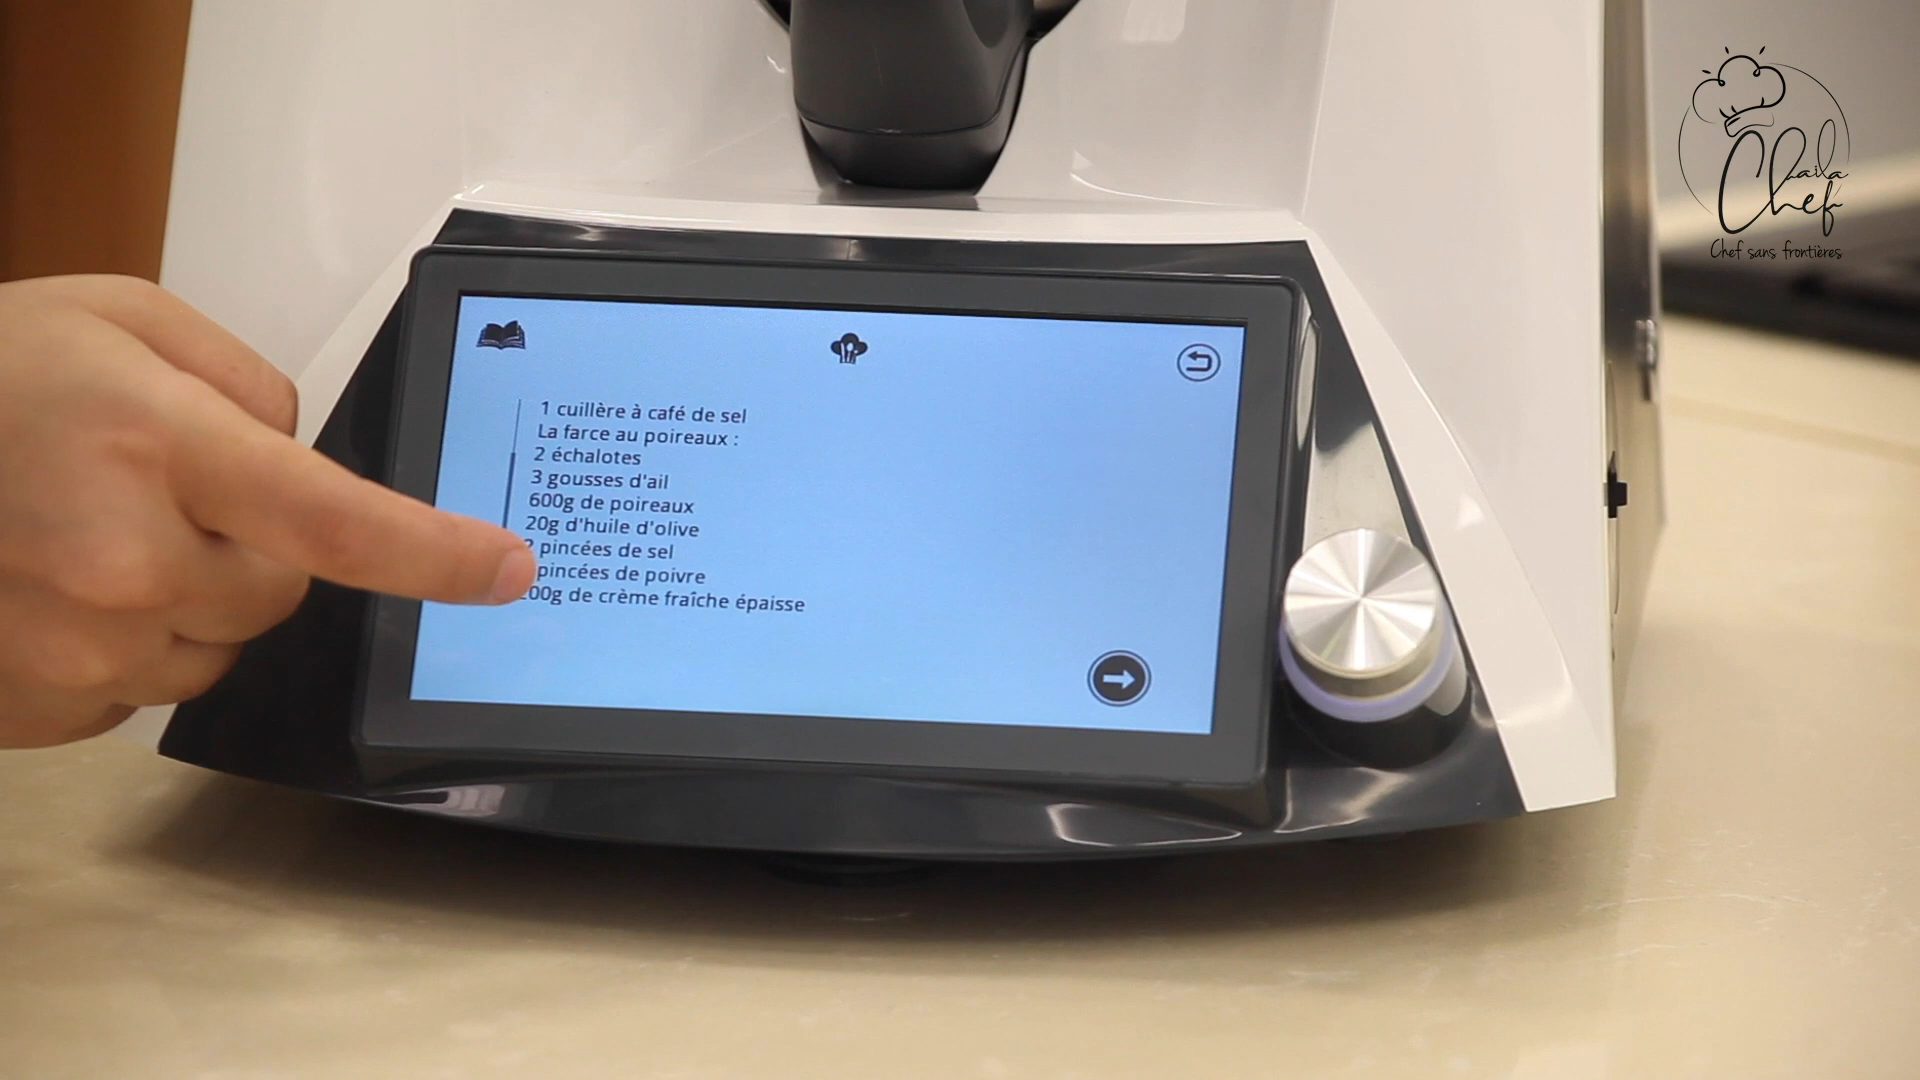 1 cuillère à café de sel
La farce au poireaux :
2 échalotes
3 gousses d'ail
600g de poireaux
20g d'huile d'olive
pincées de sel
pincées de poivre
de crème fraîche épaisse
Laila
Chef
Chef sans frontières